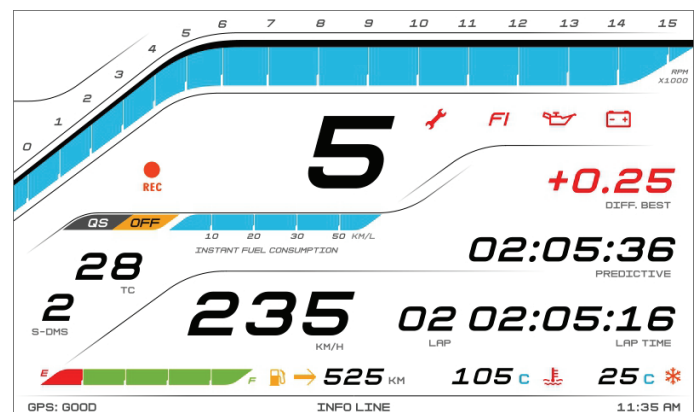 0 1 2 3 4 5 6 7 8 9 10 11 12 13 14 15
RPM
X1000
5
FI
REC
+0.25
DIFF. BEST
QS OFF
10 20 30 50 KM/L
INSTANT FUEL CONSUMPTION
02:05:36
PREDICTIVE
28
TC
2
S-DMS
235
KM/H
02 02:05:16
LAP LAP TIME
E F 525 KM 105 C 25 C
GPS: GOOD INFO LINE 11:35 AM